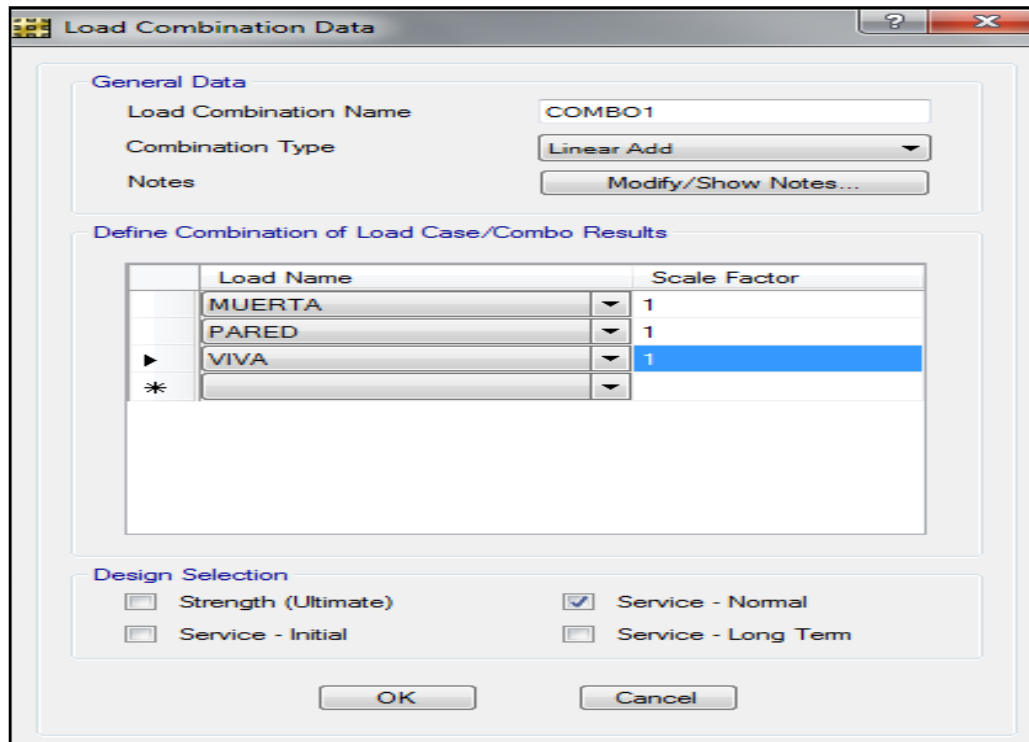 Load Combination Data
General Data
Load Combination Name COMBO1
Combination Type Linear Add
Notes Modify/Show Notes...
Define Combination of Load Case/Combo Results
Load Name Scale Factor
MUERTA 1
PARED 1
VIVA 1
Design Selection
Strength (Ultimate) Service - Normal
Service - Initial Service - Long Term
OK Cancel